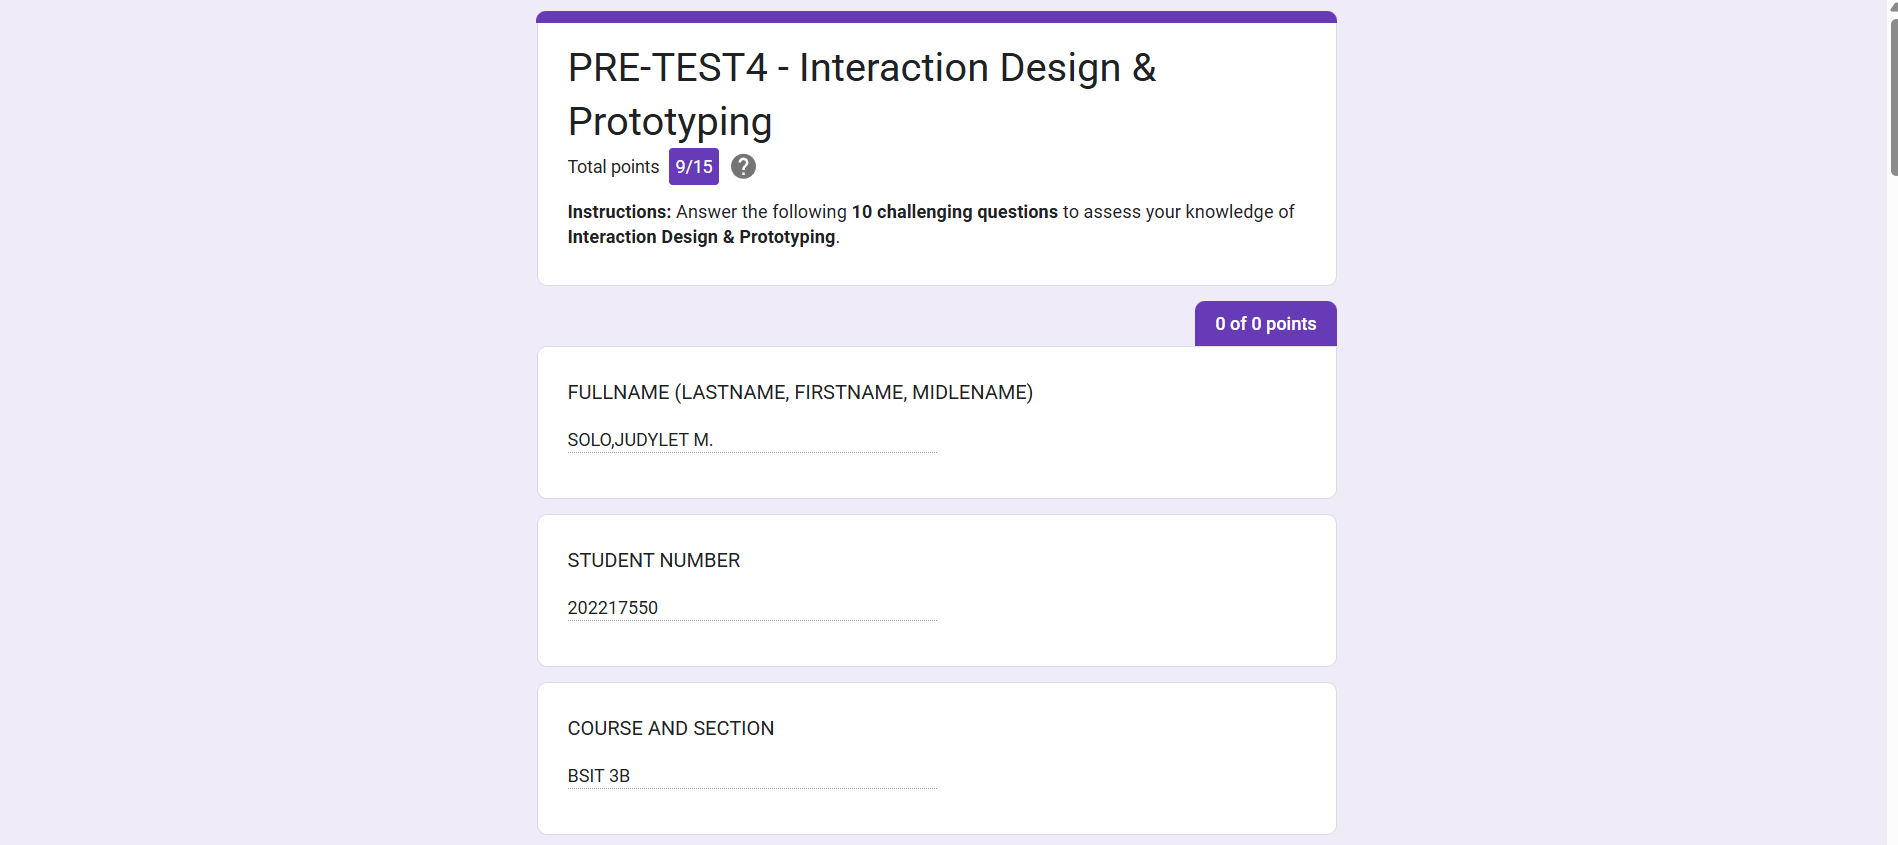 PRE-TEST4 - Interaction Design &
Prototyping
Total points 9/15 ?
Instructions: Answer the following 10 challenging questions to assess your knowledge of
Interaction Design & Prototyping.
0 of 0 points
FULLNAME (LASTNAME, FIRSTNAME, MIDLENAME)
SOLO,JUDYLET M.
STUDENT NUMBER
202217550
COURSE AND SECTION
BSIT 3B